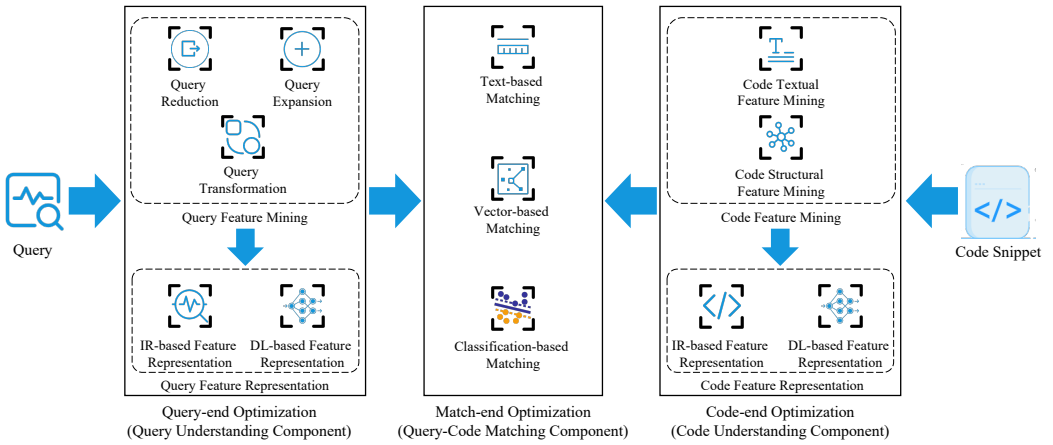 Query
Query
Reduction
Query
Expansion
Query
Transformation
Query Feature Mining
IR-based Feature
Representation
DL-based Feature
Representation
Query Feature Representation
Query-end Optimization
(Query Understanding Component)
Text-based
Matching
Vector-based
Matching
Classification-based
Matching
Match-end Optimization
(Query-Code Matching Component)
T
Code Textual
Feature Mining
Code Structural
Feature Mining
Code Feature Mining
</>
IR-based Feature
Representation
DL-based Feature
Representation
Code Feature Representation
Code-end Optimization
(Code Understanding Component)
</>
Code Snippet